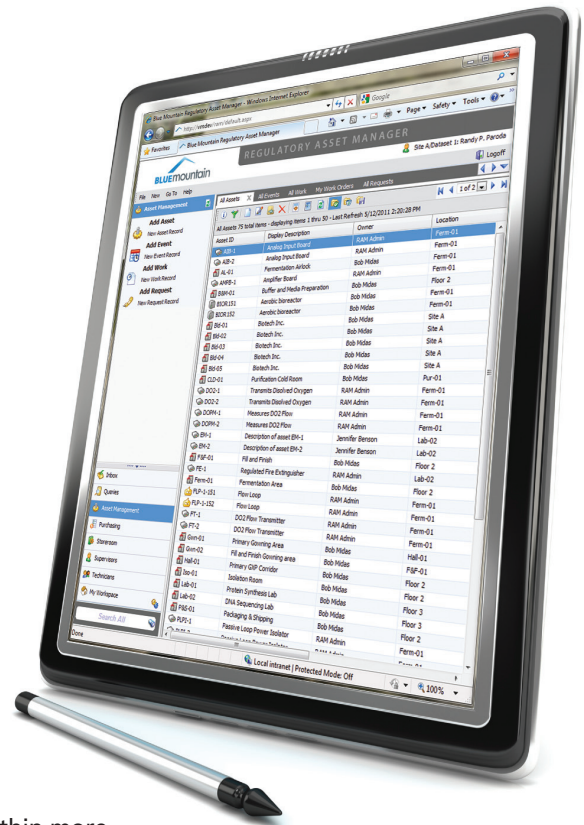 Blue Mountain Regulatory Asset Manager - Windows Internet Explorer
http://vmdev/ram/default.aspx
Google
Favorites
Blue Mountain Regulatory Asset Manager
Page Safety Tools
BLUEmountain
REGULATORY ASSET MANAGER
Site A/Dataset 1: Randy P. Paroda
Logoff
File New Go To Help
All Assets X All Events All Work My Work Orders All Requests
1 of 2
Asset Management
Add Asset
New Asset Record
Add Event
New Event Record
Add Work
New Work Record
Add Request
New Request Record
All Assets 75 total items - displaying items 1 thru 50 - Last Refresh 5/12/2011 2:20:28 PM
Asset ID Display Description Owner Location
AIB-1 Analog Input Board RAM Admin Ferm-01
AIB-2 Analog Input Board RAM Admin Ferm-01
AL-01 Fermentation Airlock Bob Midas Ferm-01
AMPB-1 Amplifier Board RAM Admin Ferm-01
B&M-01 Buffer and Media Preparation Bob Midas Floor 2
BIOR151 Aerobic bioreactor Bob Midas Ferm-01
BIOR152 Aerobic bioreactor Bob Midas Ferm-01
Bld-01 Biotech Inc. Bob Midas Site A
Bld-02 Biotech Inc. Bob Midas Site A
Bld-03 Biotech Inc. Bob Midas Site A
Bld-04 Biotech Inc. Bob Midas Site A
Bld-05 Biotech Inc. Bob Midas Site A
CLD-01 Purification Cold Room Bob Midas Pur-01
DO2-1 Transmits Disolved Oxygen RAM Admin Ferm-01
DO2-2 Transmits Disolved Oxygen RAM Admin Ferm-01
DOPM-1 Measures DO2 Flow RAM Admin Ferm-01
DOPM-2 Measures DO2 Flow RAM Admin Ferm-01
EM-1 Description of asset EM-1 Jennifer Benson Lab-02
EM-2 Description of asset EM-2 Jennifer Benson Lab-02
F&F-01 Fill and Finish Bob Midas Floor 2
FE-1 Regulated Fire Extinguisher RAM Admin Lab-02
Ferm-01 Fermentation Area Bob Midas Floor 2
FLP-1-151 Flow Loop RAM Admin Ferm-01
FLP-1-152 Flow Loop RAM Admin Ferm-01
FT-1 DO2 Flow Transmitter RAM Admin Ferm-01
FT-2 DO2 Flow Transmitter RAM Admin Ferm-01
Gwn-01 Primary Gowning Area Bob Midas Hall-01
Gwn-02 Fill and Finish Gowning area Bob Midas F&F-01
Hall-01 Primary GNP Corridor Bob Midas Floor 2
Iso-01 Isolation Room Bob Midas Floor 2
Lab-01 Protein Synthesis Lab Bob Midas Floor 3
Lab-02 DNA Sequencing Lab Bob Midas Floor 3
P&S-01 Packaging & Shipping Bob Midas Floor 2
PLPI-1 Passive Loop Power Isolator RAM Admin Ferm-01
Inbox
Queries
Asset Management
Purchasing
Storeroom
Supervisors
Technicians
My Workspace
Search All
Done
Local intranet | Protected Mode: Off
100%